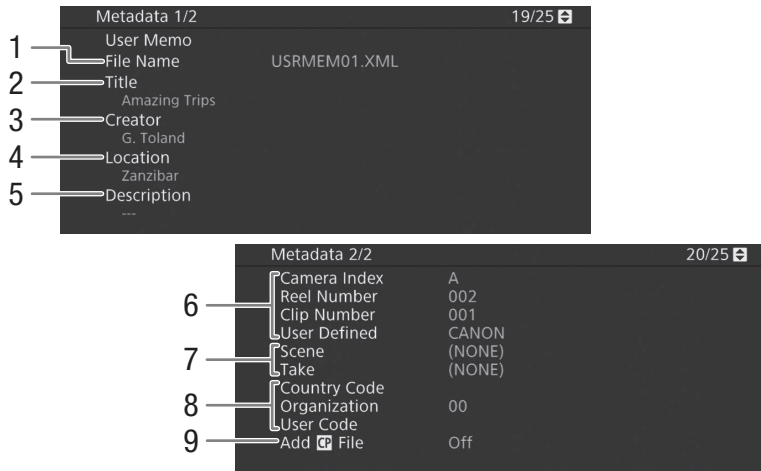 Metadata 1/2 19/25
User Memo
1 File Name USRMEM01.XML
2 Title
Amazing Trips
3 Creator
G. Toland
4 Location
Zanzibar
5 Description
---
Metadata 2/2 20/25
6 Camera Index A
Reel Number 002
Clip Number 001
User Defined CANON
7 Scene (NONE)
Take (NONE)
8 Country Code
Organization 00
User Code
9 Add CP File Off